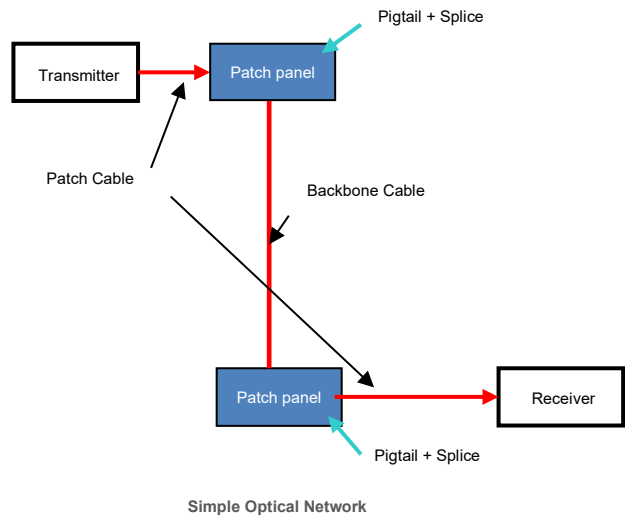 Pigtail + Splice
Transmitter
Patch panel
Patch Cable
Backbone Cable
Patch panel
Receiver
Pigtail + Splice
Simple Optical Network